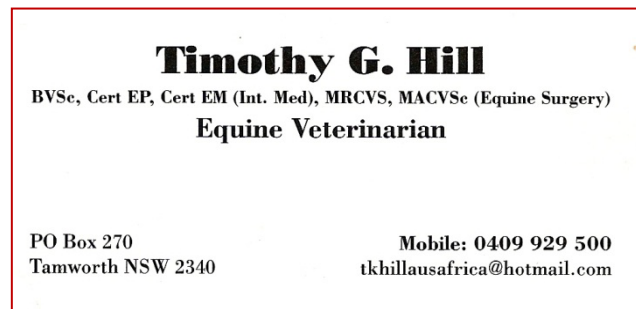 Timothy G. Hill
BVSc, Cert EP, Cert EM (Int. Med), MRCVS, MACVSc (Equine Surgery)
Equine Veterinarian
PO Box 270
Mobile: 0409 929 500
Tamworth NSW 2340
tkhillausafrica@hotmail.com